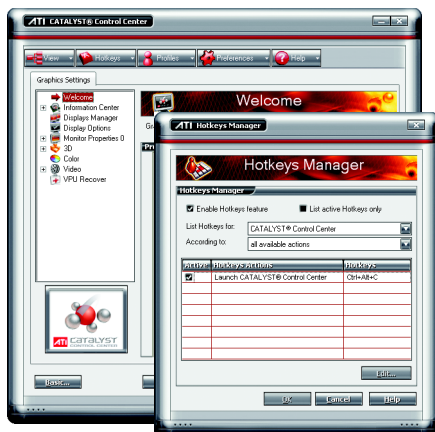 ATI CATALYST® Control Center
View Hotkeys Profiles Preferences Help
Graphics Settings
Welcome
Information Center
Displays Manager
Display Options
Monitor Properties 0
3D
Color
Video
VPU Recover
Welcome
ATI CATALYST
CONTROL CENTER
Basic...
ATI Hotkeys Manager
Hotkeys Manager
Hotkeys Manager
Enable Hotkeys feature
List active Hotkeys only
List Hotkeys for: CATALYST® Control Center
According to: all available actions
Active Hotkeys Actions Hotkeys
Launch CATALYST® Control Center Ctrl+Alt+C
Edit...
OK Cancel Help